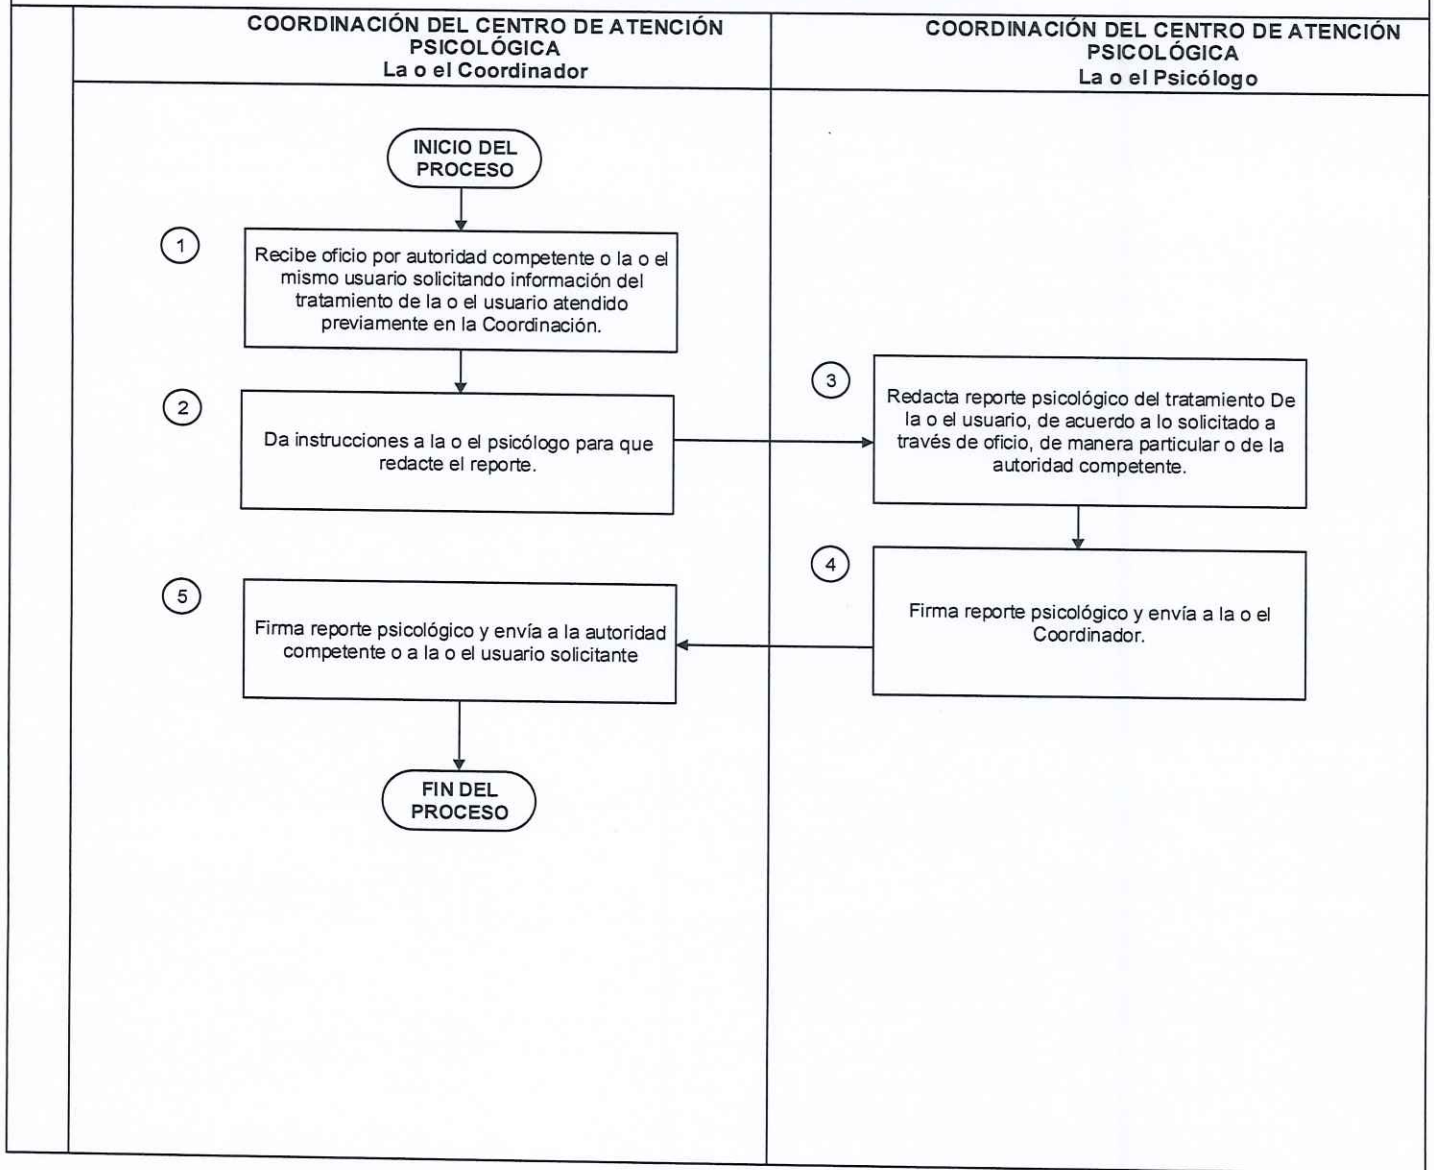 COORDINACIÓN DEL CENTRO DE ATENCIÓN
PSICOLÓGICA
La o el Coordinador
COORDINACIÓN DEL CENTRO DE ATENCIÓN
PSICOLÓGICA
La o el Psicólogo
INICIO DEL
PROCESO
1
Recibe oficio por autoridad competente o la o el
mismo usuario solicitando información del
tratamiento de la o el usuario atendido
previamente en la Coordinación.
2
Da instrucciones a la o el psicólogo para que
redacte el reporte.
3
Redacta reporte psicológico del tratamiento De
la o el usuario, de acuerdo a lo solicitado a
través de oficio, de manera particular o de la
autoridad competente.
4
Firma reporte psicológico y envía a la o el
Coordinador.
5
Firma reporte psicológico y envía a la autoridad
competente o a la o el usuario solicitante
FIN DEL
PROCESO